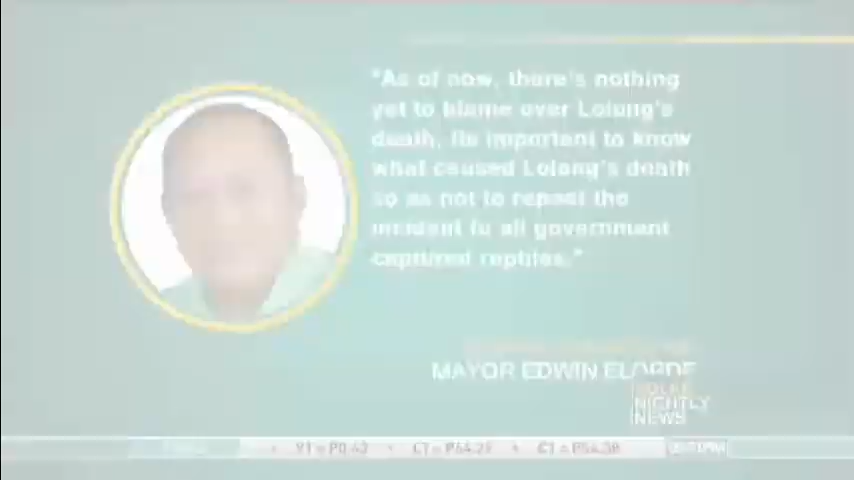 "As of now, there's nothing
yet to blame over Lolong's
death. Its important to know
what caused Lolong's death
so as not to repeat the
incident to all government
captured reptiles."
MAYOR EDWIN ELORDE
NIGHTLY
NEWS